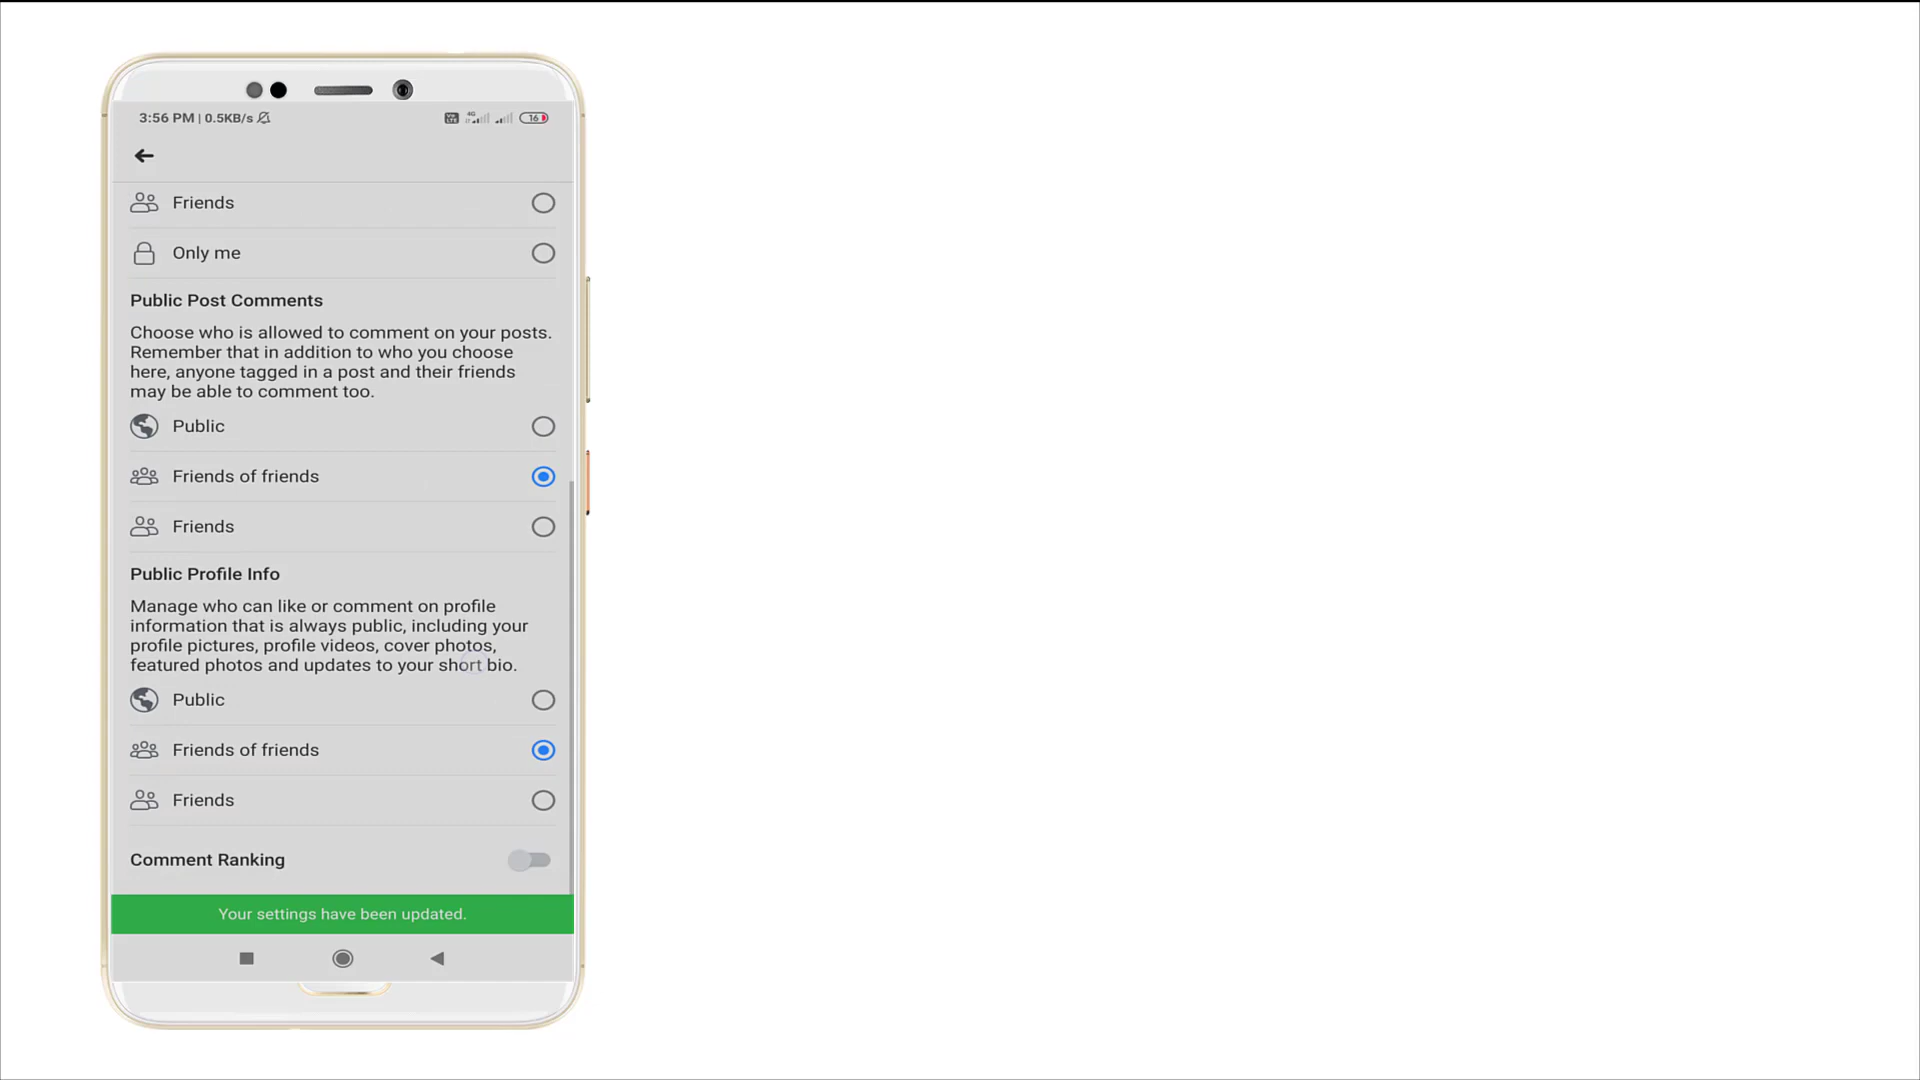 3:56 PM | 0.5KB/s
4G
16
Friends
Only me
Public Post Comments
Choose who is allowed to comment on your posts.
Remember that in addition to who you choose
here, anyone tagged in a post and their friends
may be able to comment too.
Public
Friends of friends
Friends
Public Profile Info
Manage who can like or comment on profile
information that is always public, including your
profile pictures, profile videos, cover photos,
featured photos and updates to your short bio.
Public
Friends of friends
Friends
Comment Ranking
Your settings have been updated.